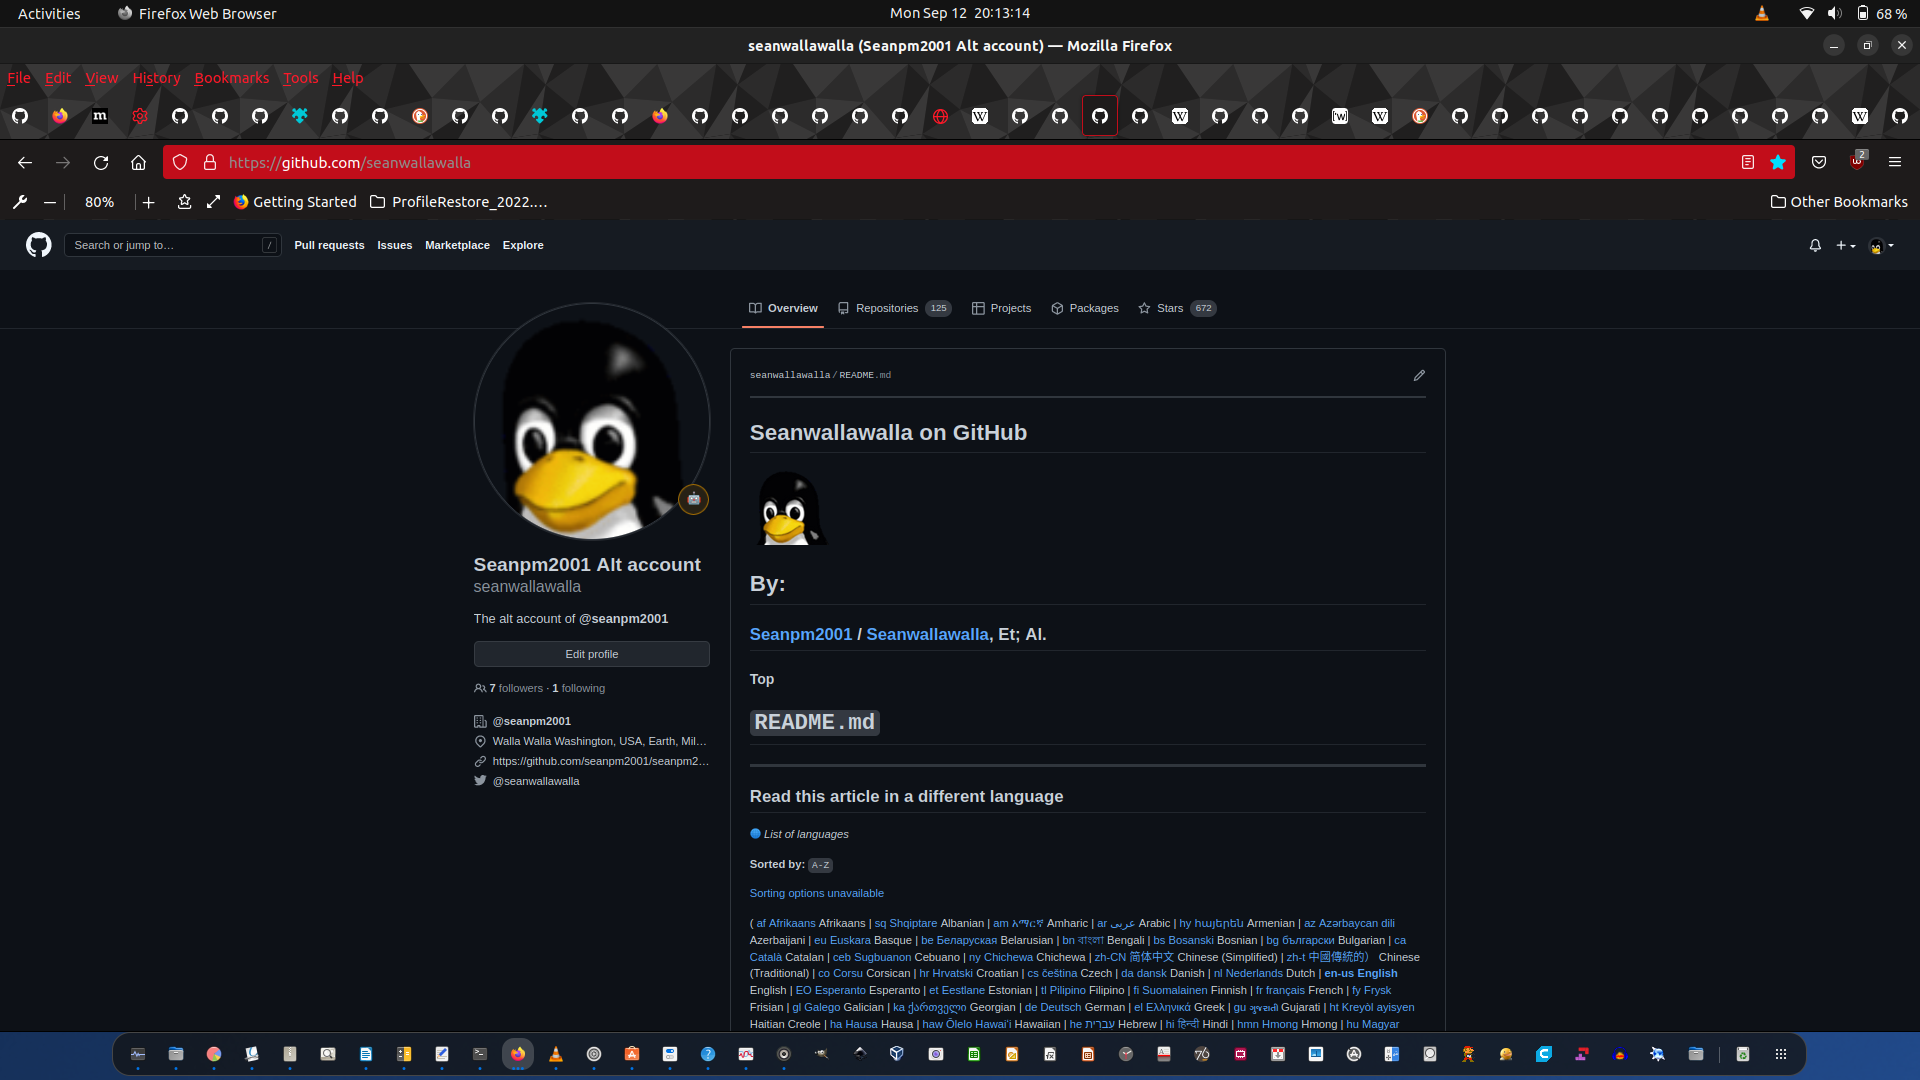 Activities Firefox Web Browser Mon Sep 12 20:13:14 68 %
seanwallawalla (Seanpm2001 Alt account) — Mozilla Firefox
File Edit View History Bookmarks Tools Help
https://github.com/seanwallawalla 2
80% Getting Started ProfileRestore_2022.… Other Bookmarks
Search or jump to… / Pull requests Issues Marketplace Explore
Overview Repositories 125 Projects Packages Stars 672
seanwallawalla / README.md
Seanwallawalla on GitHub
Seanpm2001 Alt account
seanwallawalla
The alt account of @seanpm2001
Edit profile
7 followers · 1 following
@seanpm2001
Walla Walla Washington, USA, Earth, Mil…
https://github.com/seanpm2001/seanpm2…
@seanwallawalla
By:
Seanpm2001 / Seanwallawalla, Et; Al.
Top
README.md
Read this article in a different language
List of languages
Sorted by: A-Z
Sorting options unavailable
( af Afrikaans Afrikaans | sq Shqiptare Albanian | am አማርኛ Amharic | ar عربى Arabic | hy հայերեն Armenian | az Azərbaycan dili
Azerbaijani | eu Euskara Basque | be Беларуская Belarusian | bn বাংলা Bengali | bs Bosanski Bosnian | bg български Bulgarian | ca
Català Catalan | ceb Sugbuanon Cebuano | ny Chichewa Chichewa | zh-CN 简体中文 Chinese (Simplified) | zh-t 中國傳統的） Chinese
(Traditional) | co Corsu Corsican | hr Hrvatski Croatian | cs čeština Czech | da dansk Danish | nl Nederlands Dutch | en-us English
English | EO Esperanto Esperanto | et Eestlane Estonian | tl Pilipino Filipino | fi Suomalainen Finnish | fr français French | fy Frysk
Frisian | gl Galego Galician | ka ქართველი Georgian | de Deutsch German | el Ελληνικά Greek | gu ગુજરાતી Gujarati | ht Kreyòl ayisyen
Haitian Creole | ha Hausa Hausa | haw Ōlelo Hawaiʻi Hawaiian | he עִברִית Hebrew | hi हिन्दी Hindi | hmn Hmong Hmong | hu Magyar